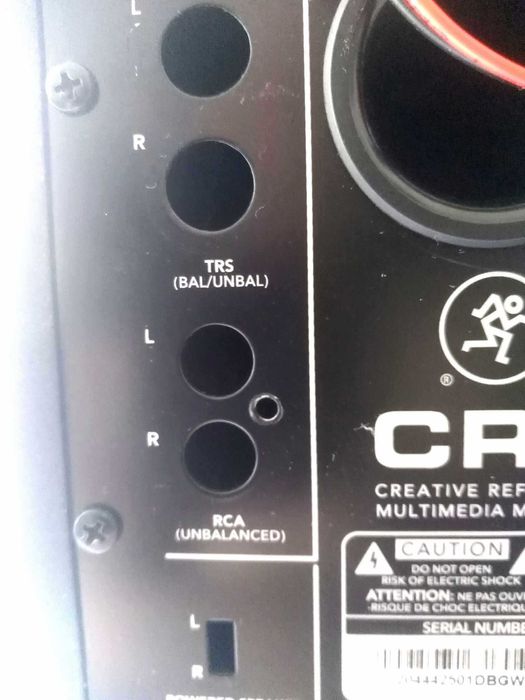 L
R
TRS
(BAL/UNBAL)
L
R
RCA
(UNBALANCED)
L
R
®
CR
CREATIVE REF
MULTIMEDIA M
CAUTION
DO NOT OPEN
RISK OF ELECTRIC SHOCK
ATTENTION: NE PAS OUV
RISQUE DE CHOC ELECTRIQU
SERIAL NUMBE